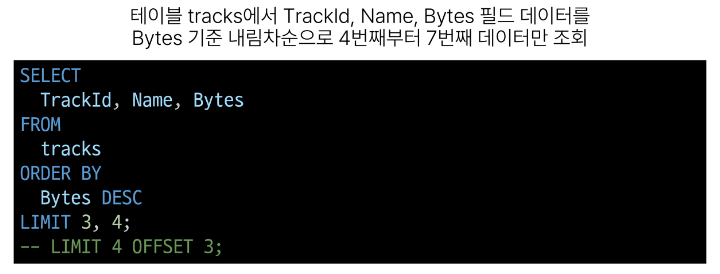 테이블 tracks에서 TrackId, Name, Bytes 필드 데이터를
Bytes 기준 내림차순으로 4번째부터 7번째 데이터만 조회
SELECT
  TrackId, Name, Bytes
FROM
  tracks
ORDER BY
  Bytes DESC
LIMIT 3, 4;
-- LIMIT 4 OFFSET 3;